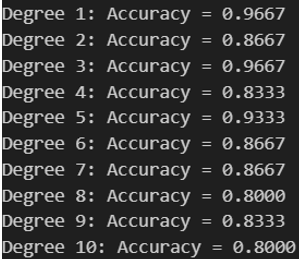 Degree 1: Accuracy = 0.9667
Degree 2: Accuracy = 0.8667
Degree 3: Accuracy = 0.9667
Degree 4: Accuracy = 0.8333
Degree 5: Accuracy = 0.9333
Degree 6: Accuracy = 0.8667
Degree 7: Accuracy = 0.8667
Degree 8: Accuracy = 0.8000
Degree 9: Accuracy = 0.8333
Degree 10: Accuracy = 0.8000